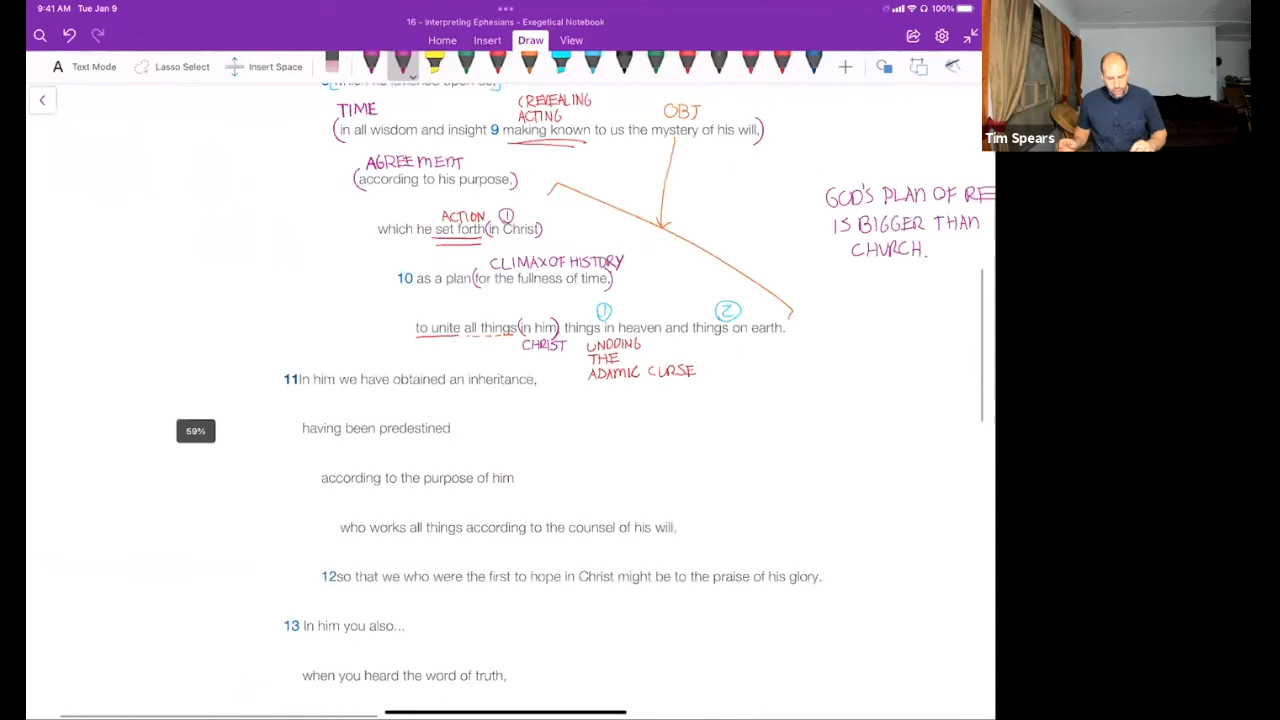 9:41 AM Tue Jan 9
100%
16 - Interpreting Ephesians - Exegetical Notebook
Home Insert Draw View
A Text Mode Lasso Select Insert Space
TIME
(REVEALING
ACTING
OBJ
(in all wisdom and insight 9 making known to us the mystery of his will,)
Tim Spears
AGREEMENT
(according to his purpose,)
GOD'S PLAN OF RE
IS BIGGER THAN
CHURCH.
ACTION 1
which he set forth (in Christ)
CLIMAX OF HISTORY
10 as a plan (for the fullness of time,)
1 2
to unite all things (in him) things in heaven and things on earth.
CHRIST
UNDOING
THE
ADAMIC CURSE
11In him we have obtained an inheritance,
having been predestined
59%
according to the purpose of him
who works all things according to the counsel of his will,
12so that we who were the first to hope in Christ might be to the praise of his glory.
13 In him you also...
when you heard the word of truth,